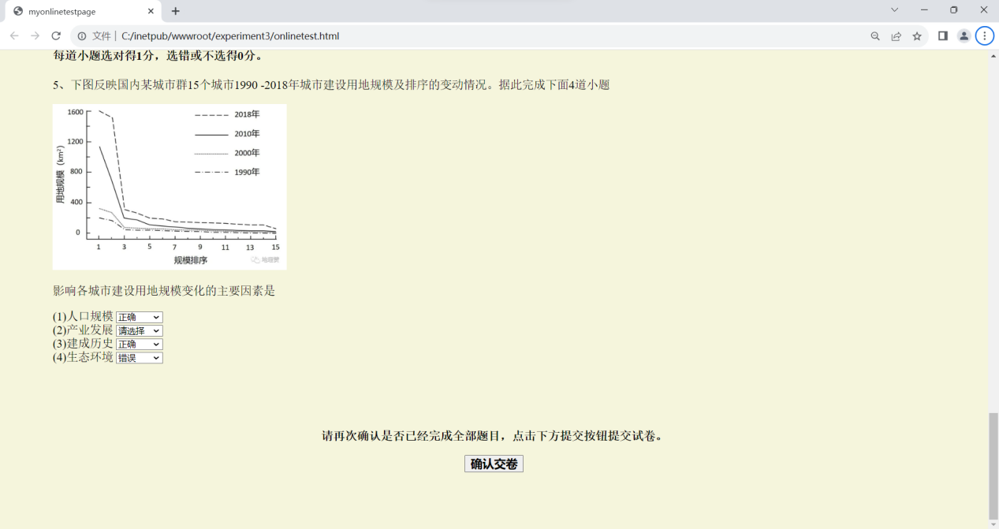 myonlinetestpage
文件 | C:/inetpub/wwwroot/experiment3/onlinetest.html
每道小题选对得1分，选错或不选得0分。
5、下图反映国内某城市群15个城市1990 -2018年城市建设用地规模及排序的变动情况。据此完成下面4道小题
用地规模（km²）
1600
1200
800
400
0
2018年
2010年
2000年
1990年
1 3 5 7 9 11 13 15
规模排序
地理赞
影响各城市建设用地规模变化的主要因素是
(1)人口规模 正确
(2)产业发展 请选择
(3)建成历史 正确
(4)生态环境 错误
请再次确认是否已经完成全部题目，点击下方提交按钮提交试卷。
确认交卷